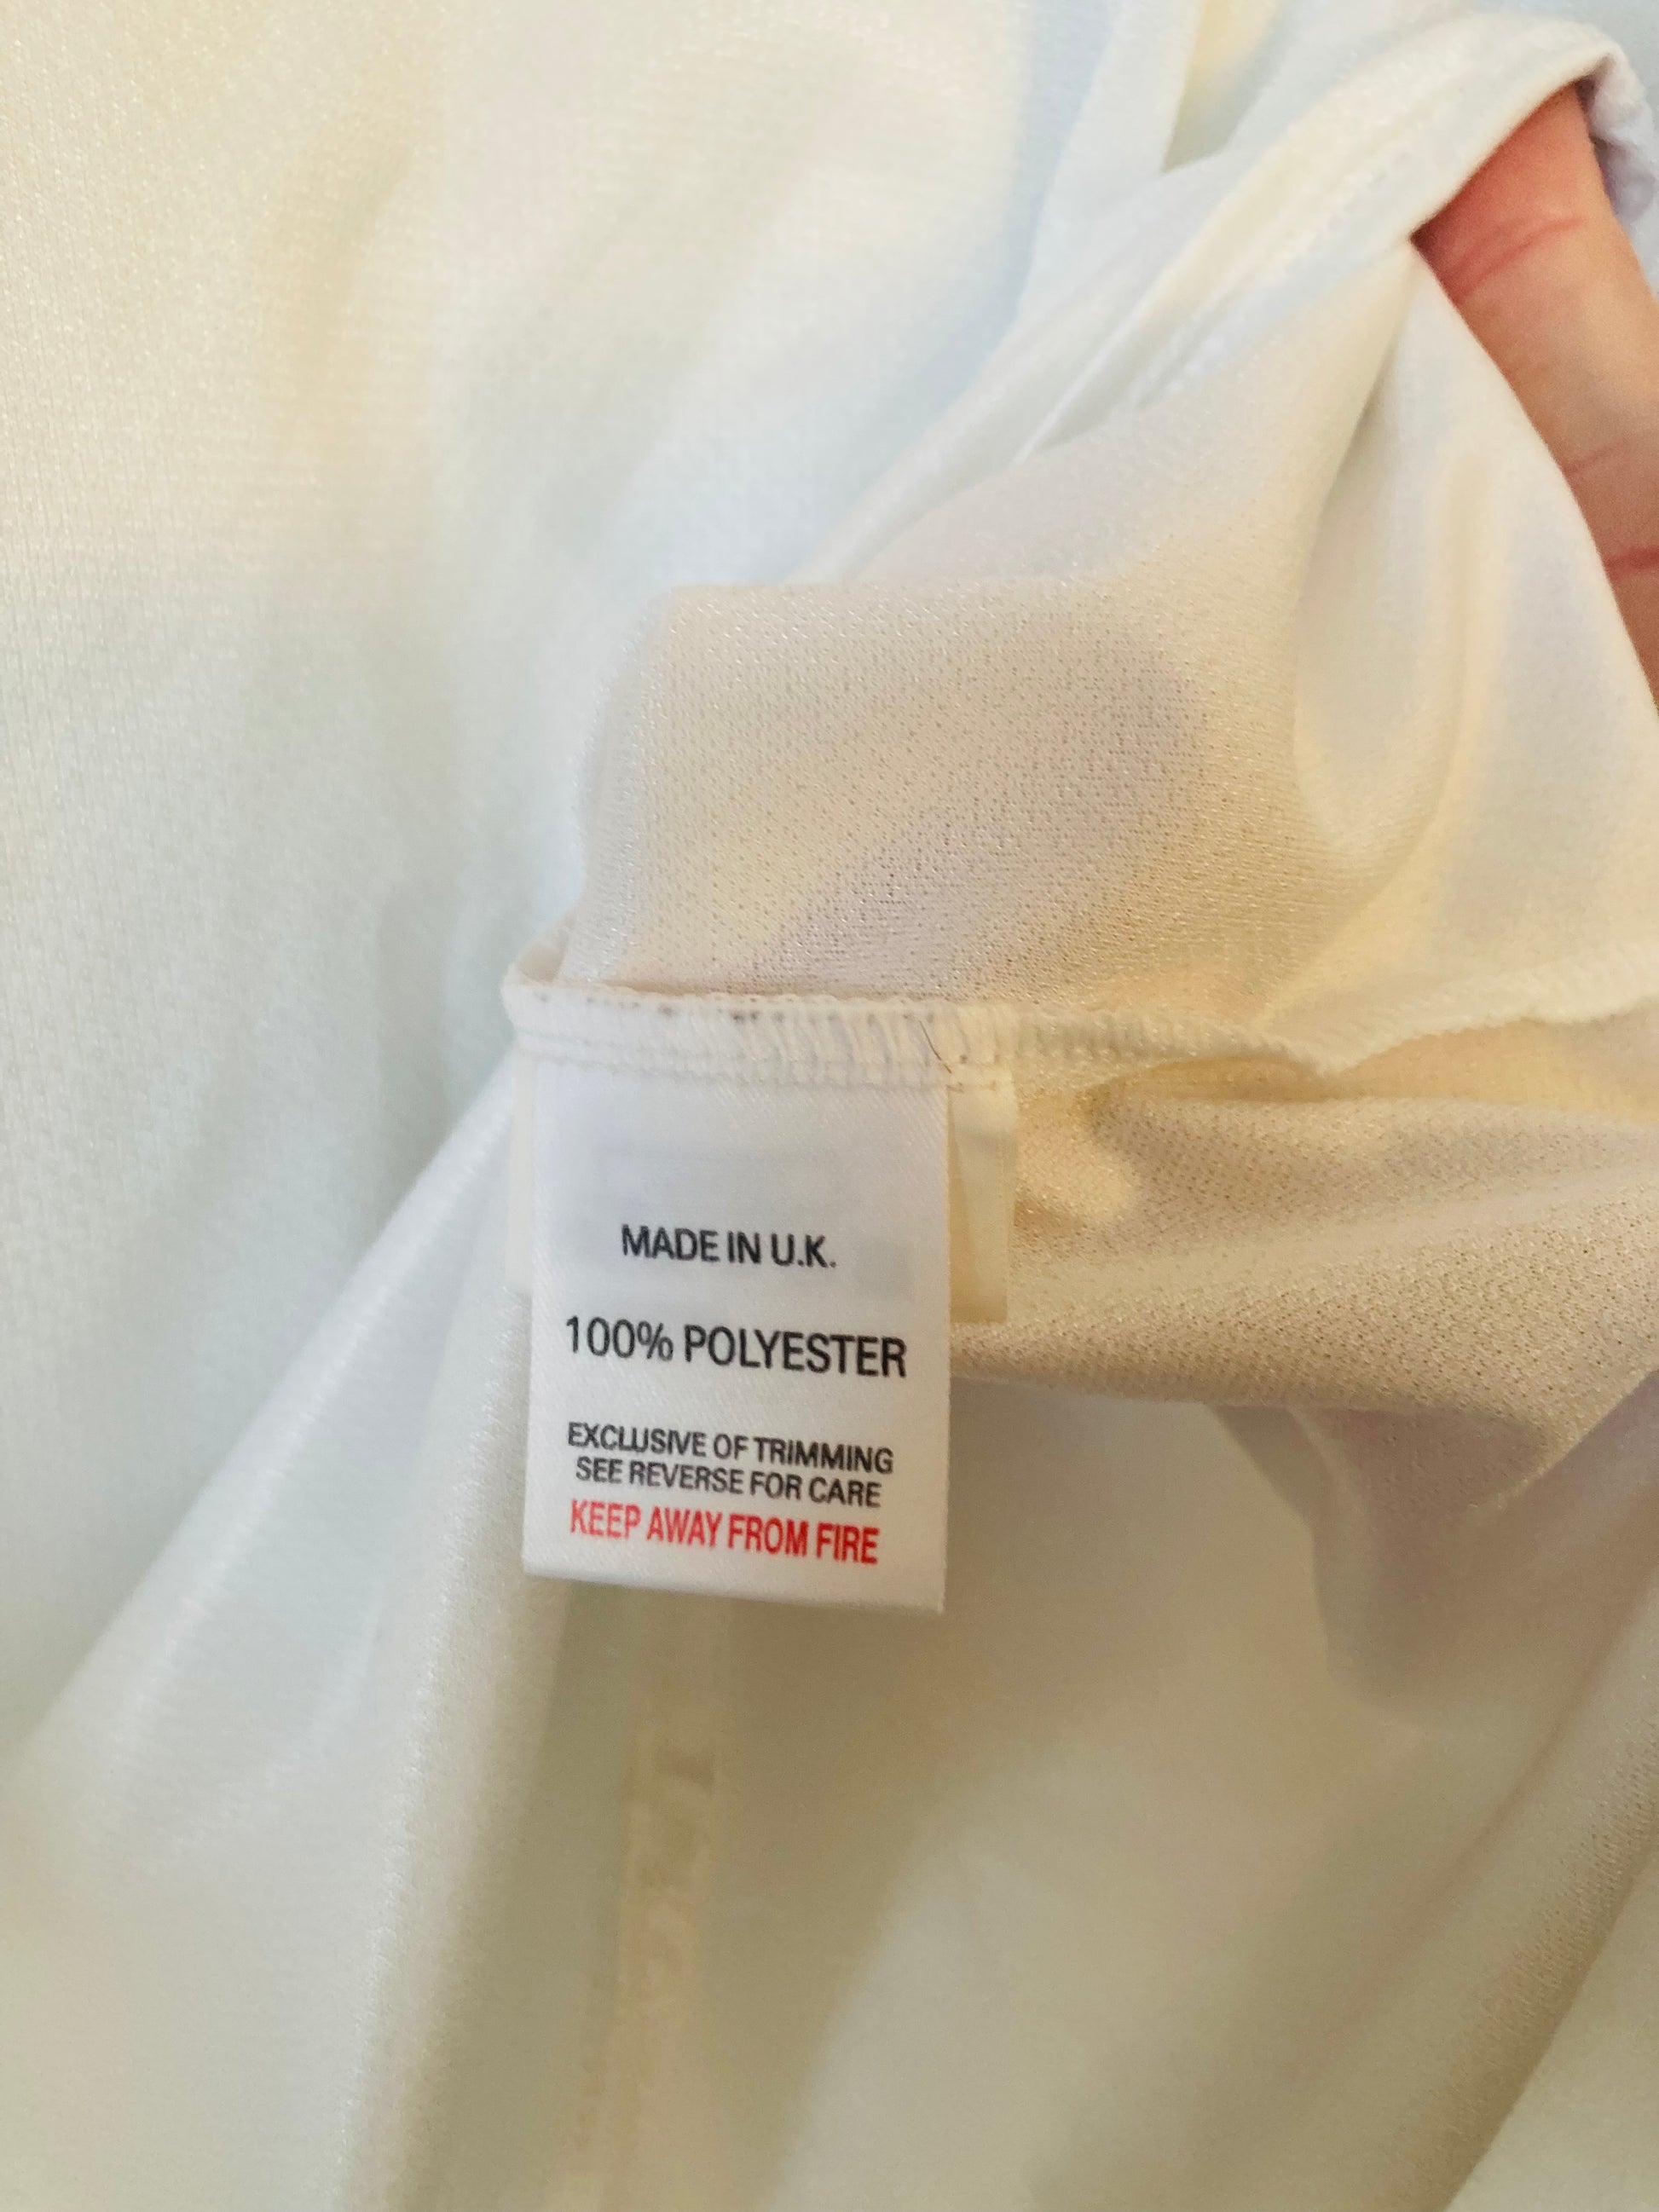 MADE IN U.K.
100% POLYESTER
EXCLUSIVE OF TRIMMING
SEE REVERSE FOR CARE
KEEP AWAY FROM FIRE